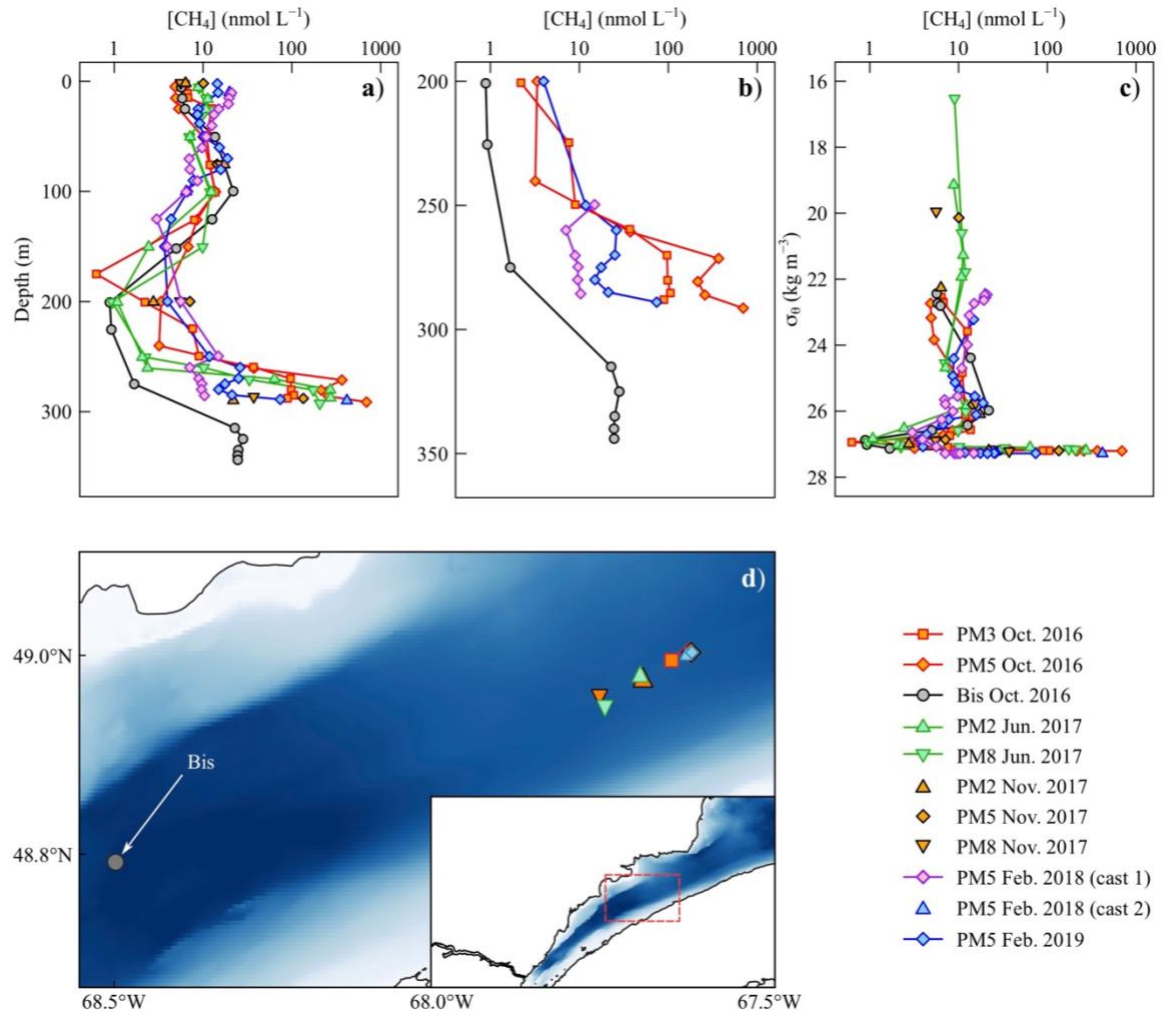 [CH₄] (nmol L⁻¹) [CH₄] (nmol L⁻¹) [CH₄] (nmol L⁻¹)
1 10 100 1000
0
100
200
300
Depth (m)
a)
1 10 100 1000
200
250
300
350
b)
1 10 100 1000
16
18
20
22
24
26
28
σθ (kg m⁻³)
c)
d)
49.0°N
48.8°N
Bis
68.5°W 68.0°W 67.5°W
PM3 Oct. 2016
PM5 Oct. 2016
Bis Oct. 2016
PM2 Jun. 2017
PM8 Jun. 2017
PM2 Nov. 2017
PM5 Nov. 2017
PM8 Nov. 2017
PM5 Feb. 2018 (cast 1)
PM5 Feb. 2018 (cast 2)
PM5 Feb. 2019